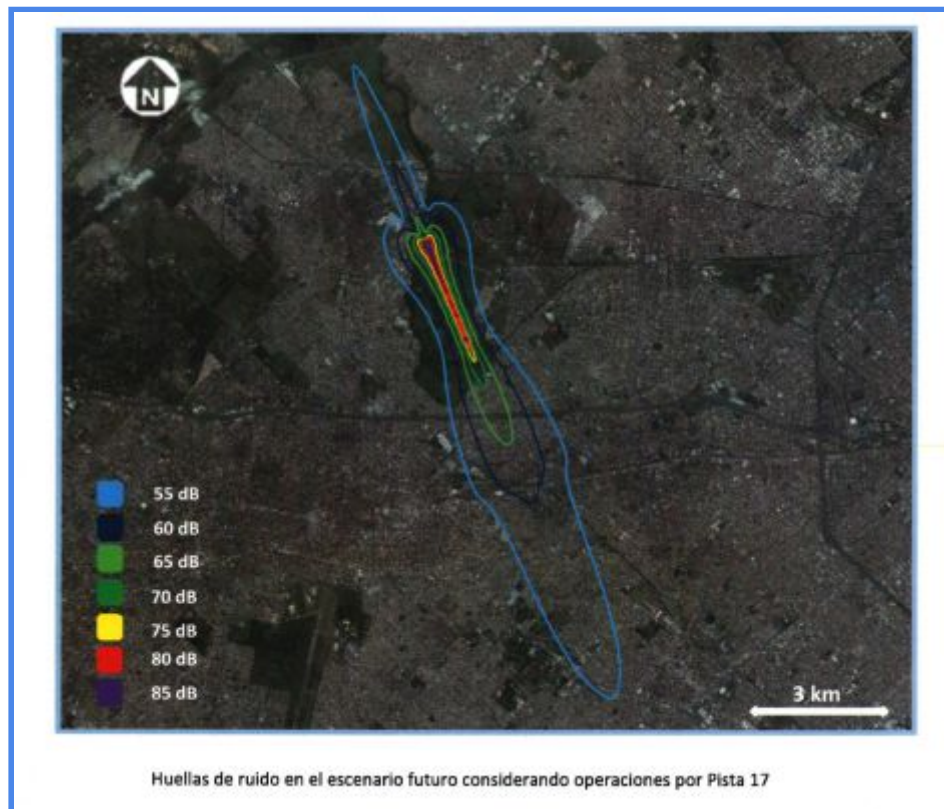 N
55 dB
60 dB
65 dB
70 dB
75 dB
80 dB
85 dB
3 km
Huellas de ruido en el escenario futuro considerando operaciones por Pista 17